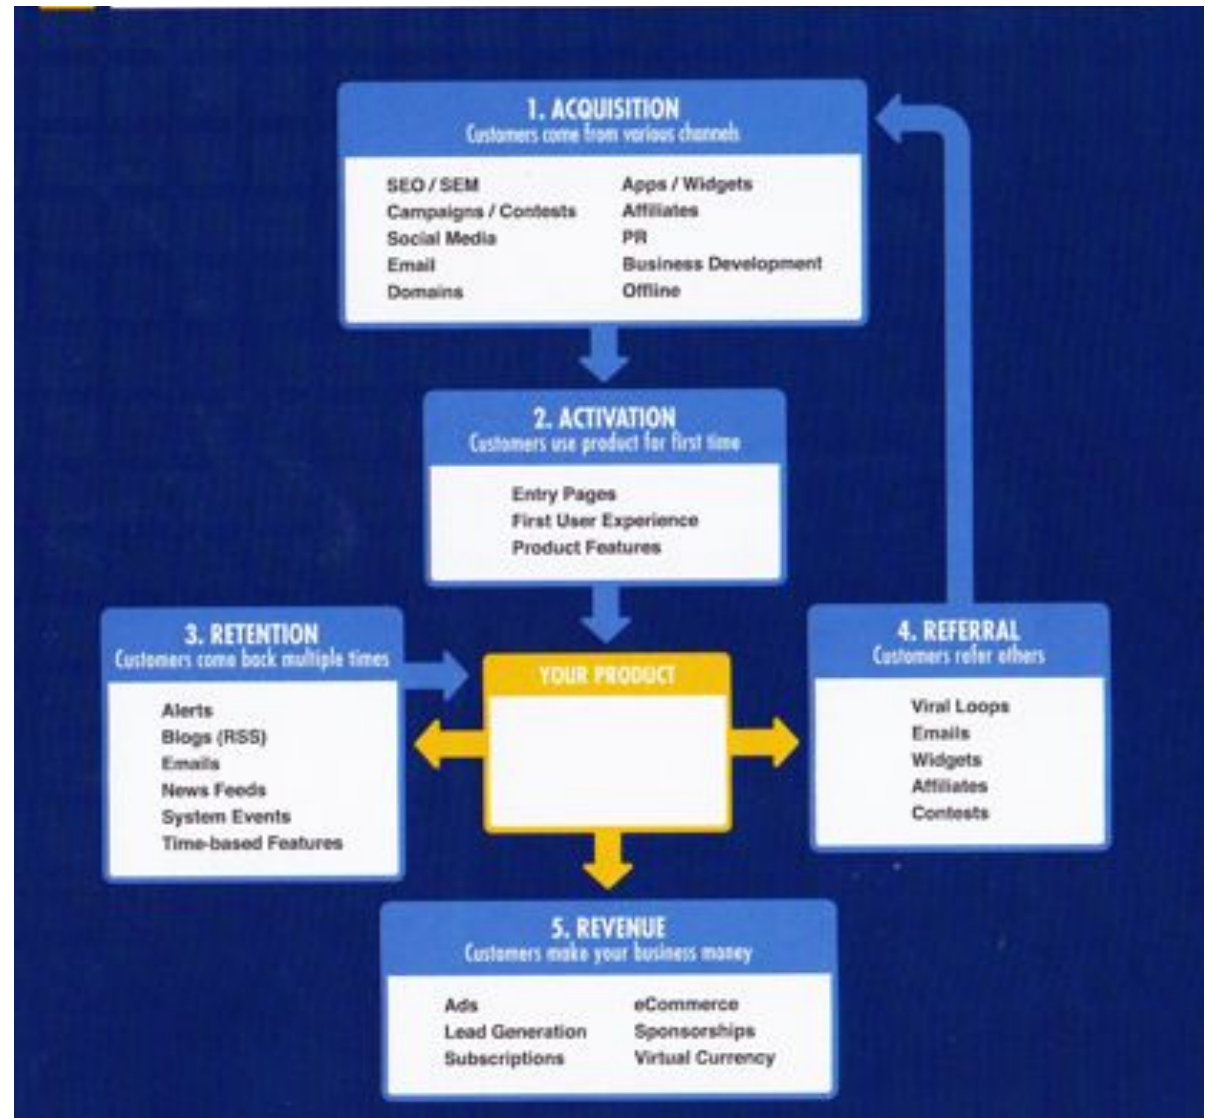 1. ACQUISITION
Customers come from various channels
SEO / SEM
Campaigns / Contests
Social Media
Email
Domains
Apps / Widgets
Affiliates
PR
Business Development
Offline
2. ACTIVATION
Customers use product for first time
Entry Pages
First User Experience
Product Features
3. RETENTION
Customers come back multiple times
Alerts
Blogs (RSS)
Emails
News Feeds
System Events
Time-based Features
YOUR PRODUCT
4. REFERRAL
Customers refer others
Viral Loops
Emails
Widgets
Affiliates
Contests
5. REVENUE
Customers make your business money
Ads
Lead Generation
Subscriptions
eCommerce
Sponsorships
Virtual Currency